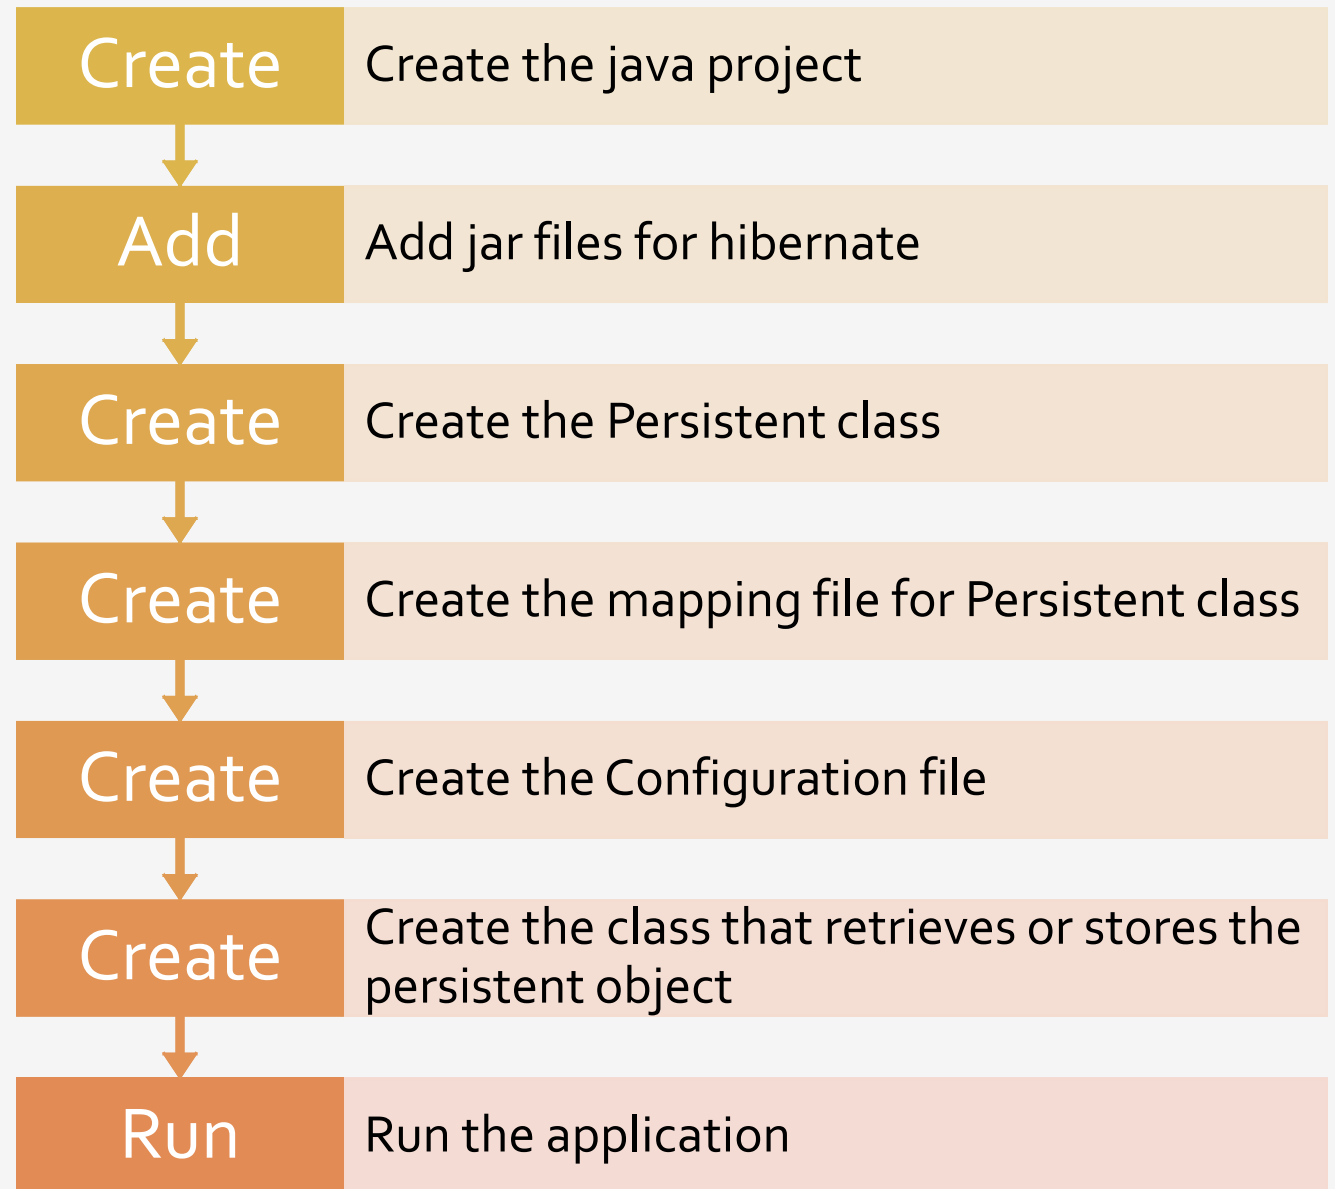 Create
Create the java project
Add
Add jar files for hibernate
Create
Create the Persistent class
Create
Create the mapping file for Persistent class
Create
Create the Configuration file
Create
Create the class that retrieves or stores the
persistent object
Run
Run the application